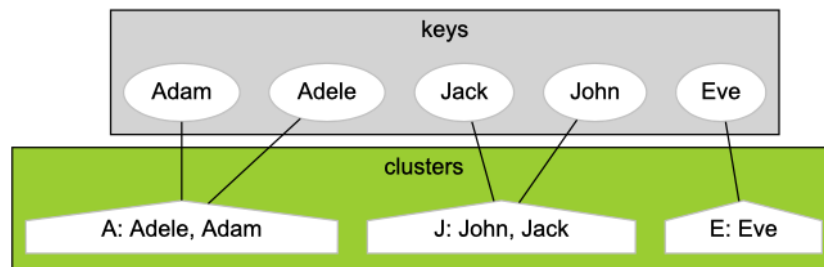 keys
Adam Adele Jack John Eve
clusters
A: Adele, Adam J: John, Jack E: Eve